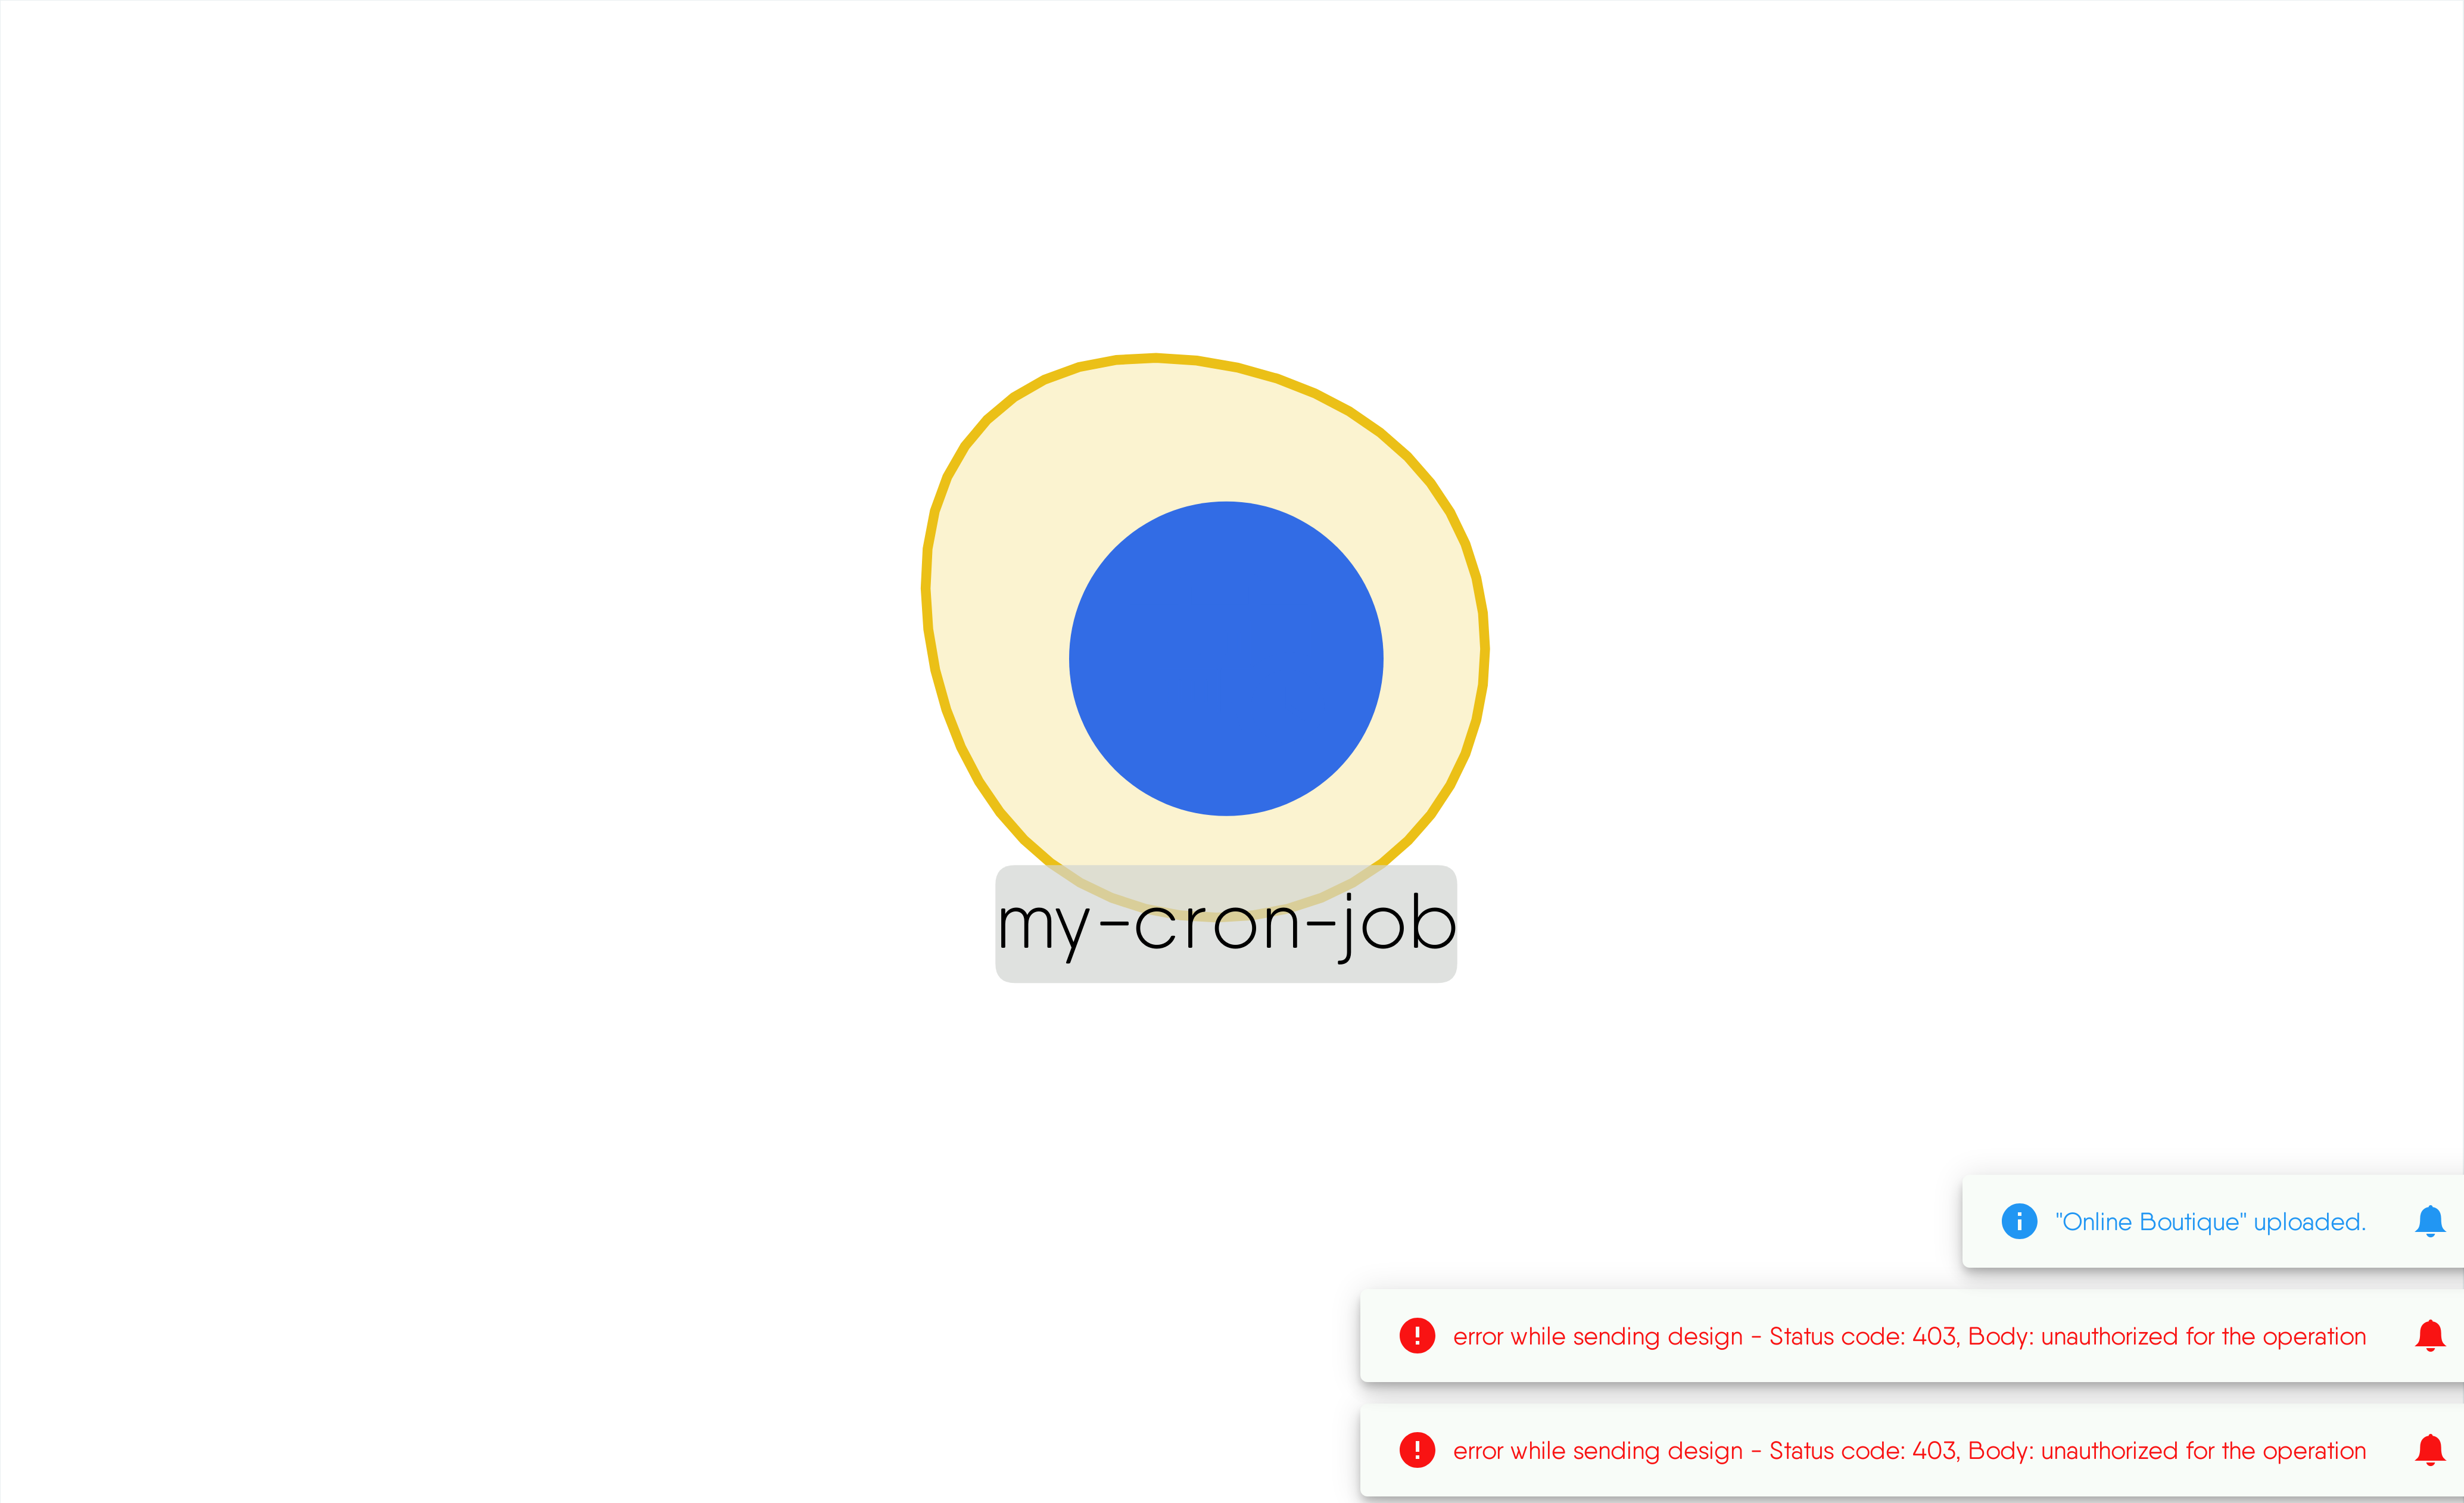 my-cron-job
"Online Boutique" uploaded.
error while sending design - Status code: 403, Body: unauthorized for the operation
error while sending design - Status code: 403, Body: unauthorized for the operation